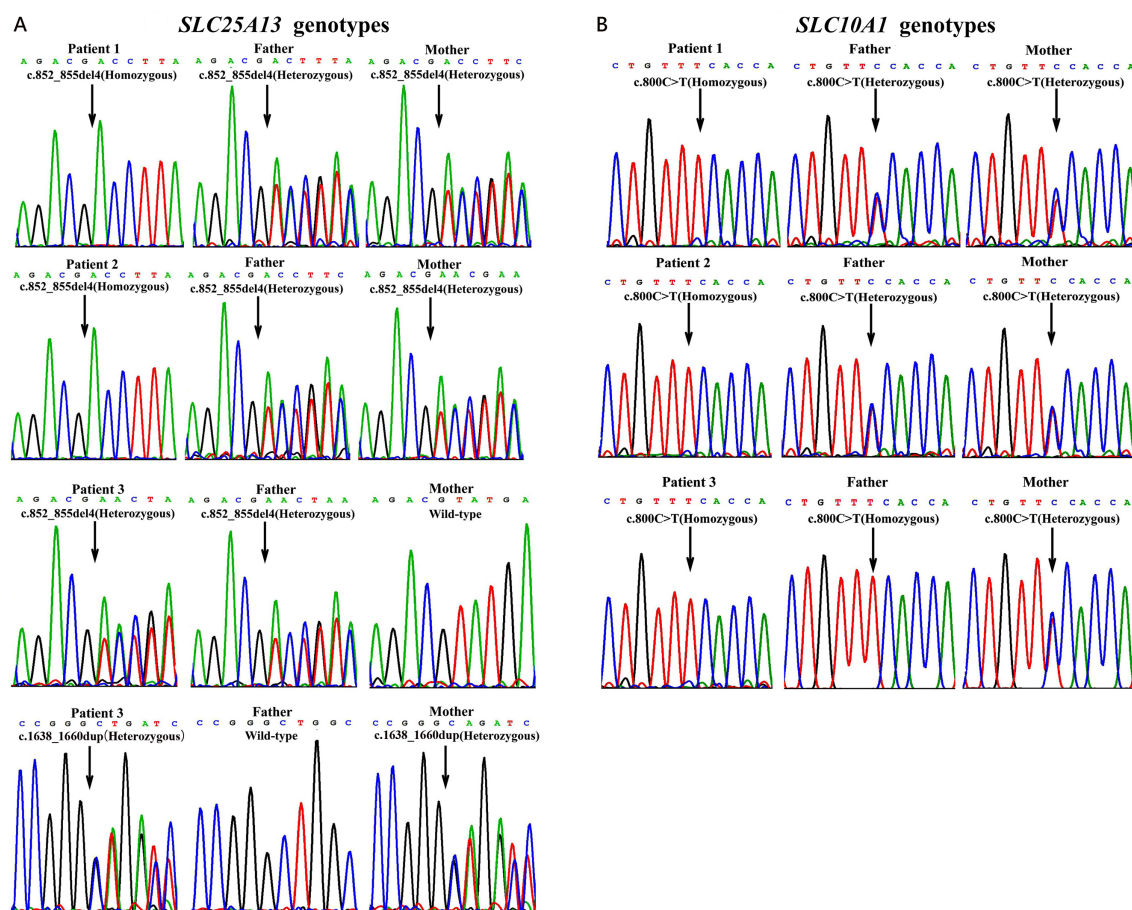 A
SLC25A13 genotypes
Patient 1
A G A C G A C C T T A
c.852_855del4(Homozygous)
Father
A G A C G A C T T T A
c.852_855del4(Heterozygous)
Mother
A G A C G A C C T T C
c.852_855del4(Heterozygous)
Patient 2
A G A C G A C C T T A
c.852_855del4(Homozygous)
Father
A G A C G A C C T T C
c.852_855del4(Heterozygous)
Mother
A G A C G A A C G A A
c.852_855del4(Heterozygous)
Patient 3
A G A C G A A C T A
c.852_855del4(Heterozygous)
Father
A G A C G A A C T A A
c.852_855del4(Heterozygous)
Mother
A G A C G T A T G A
Wild-type
Patient 3
C C G G G C T G A T C
c.1638_1660dup(Heterozygous)
Father
C C G G G C T G G C
Wild-type
Mother
C C G G G C A G A T C
c.1638_1660dup(Heterozygous)
B
SLC10A1 genotypes
Patient 1
C T G T T T C A C C A
c.800C>T(Homozygous)
Father
C T G T T C C A C C A
c.800C>T(Heterozygous)
Mother
C T G T T C C A C C A
c.800C>T(Heterozygous)
Patient 2
C T G T T T C A C C A
c.800C>T(Homozygous)
Father
C T G T T C C A C C A
c.800C>T(Heterozygous)
Mother
C T G T T C C A C C A
c.800C>T(Heterozygous)
Patient 3
C T G T T T C A C C A
c.800C>T(Homozygous)
Father
C T G T T T C A C C A
c.800C>T(Homozygous)
Mother
C T G T T C C A C C A
c.800C>T(Heterozygous)